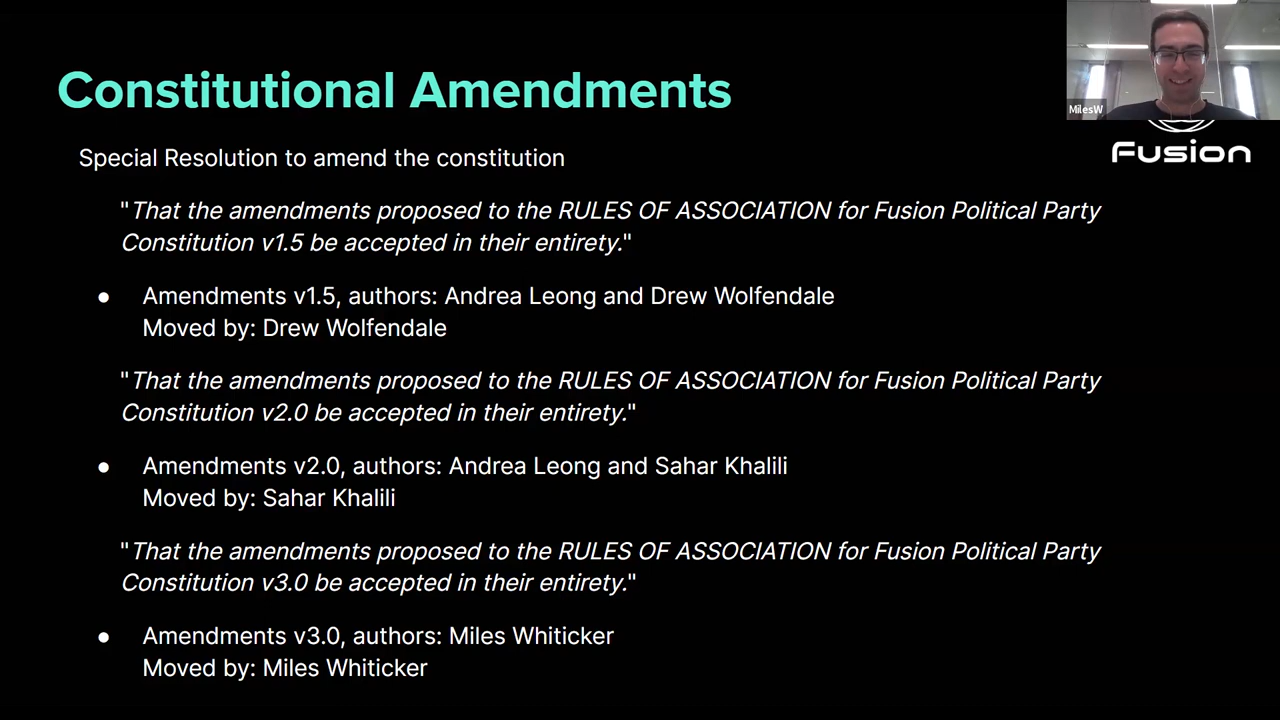 Constitutional Amendments
MilesW
Fusion
Special Resolution to amend the constitution
"That the amendments proposed to the RULES OF ASSOCIATION for Fusion Political Party
Constitution v1.5 be accepted in their entirety."
● Amendments v1.5, authors: Andrea Leong and Drew Wolfendale
Moved by: Drew Wolfendale
"That the amendments proposed to the RULES OF ASSOCIATION for Fusion Political Party
Constitution v2.0 be accepted in their entirety."
● Amendments v2.0, authors: Andrea Leong and Sahar Khalili
Moved by: Sahar Khalili
"That the amendments proposed to the RULES OF ASSOCIATION for Fusion Political Party
Constitution v3.0 be accepted in their entirety."
● Amendments v3.0, authors: Miles Whiticker
Moved by: Miles Whiticker